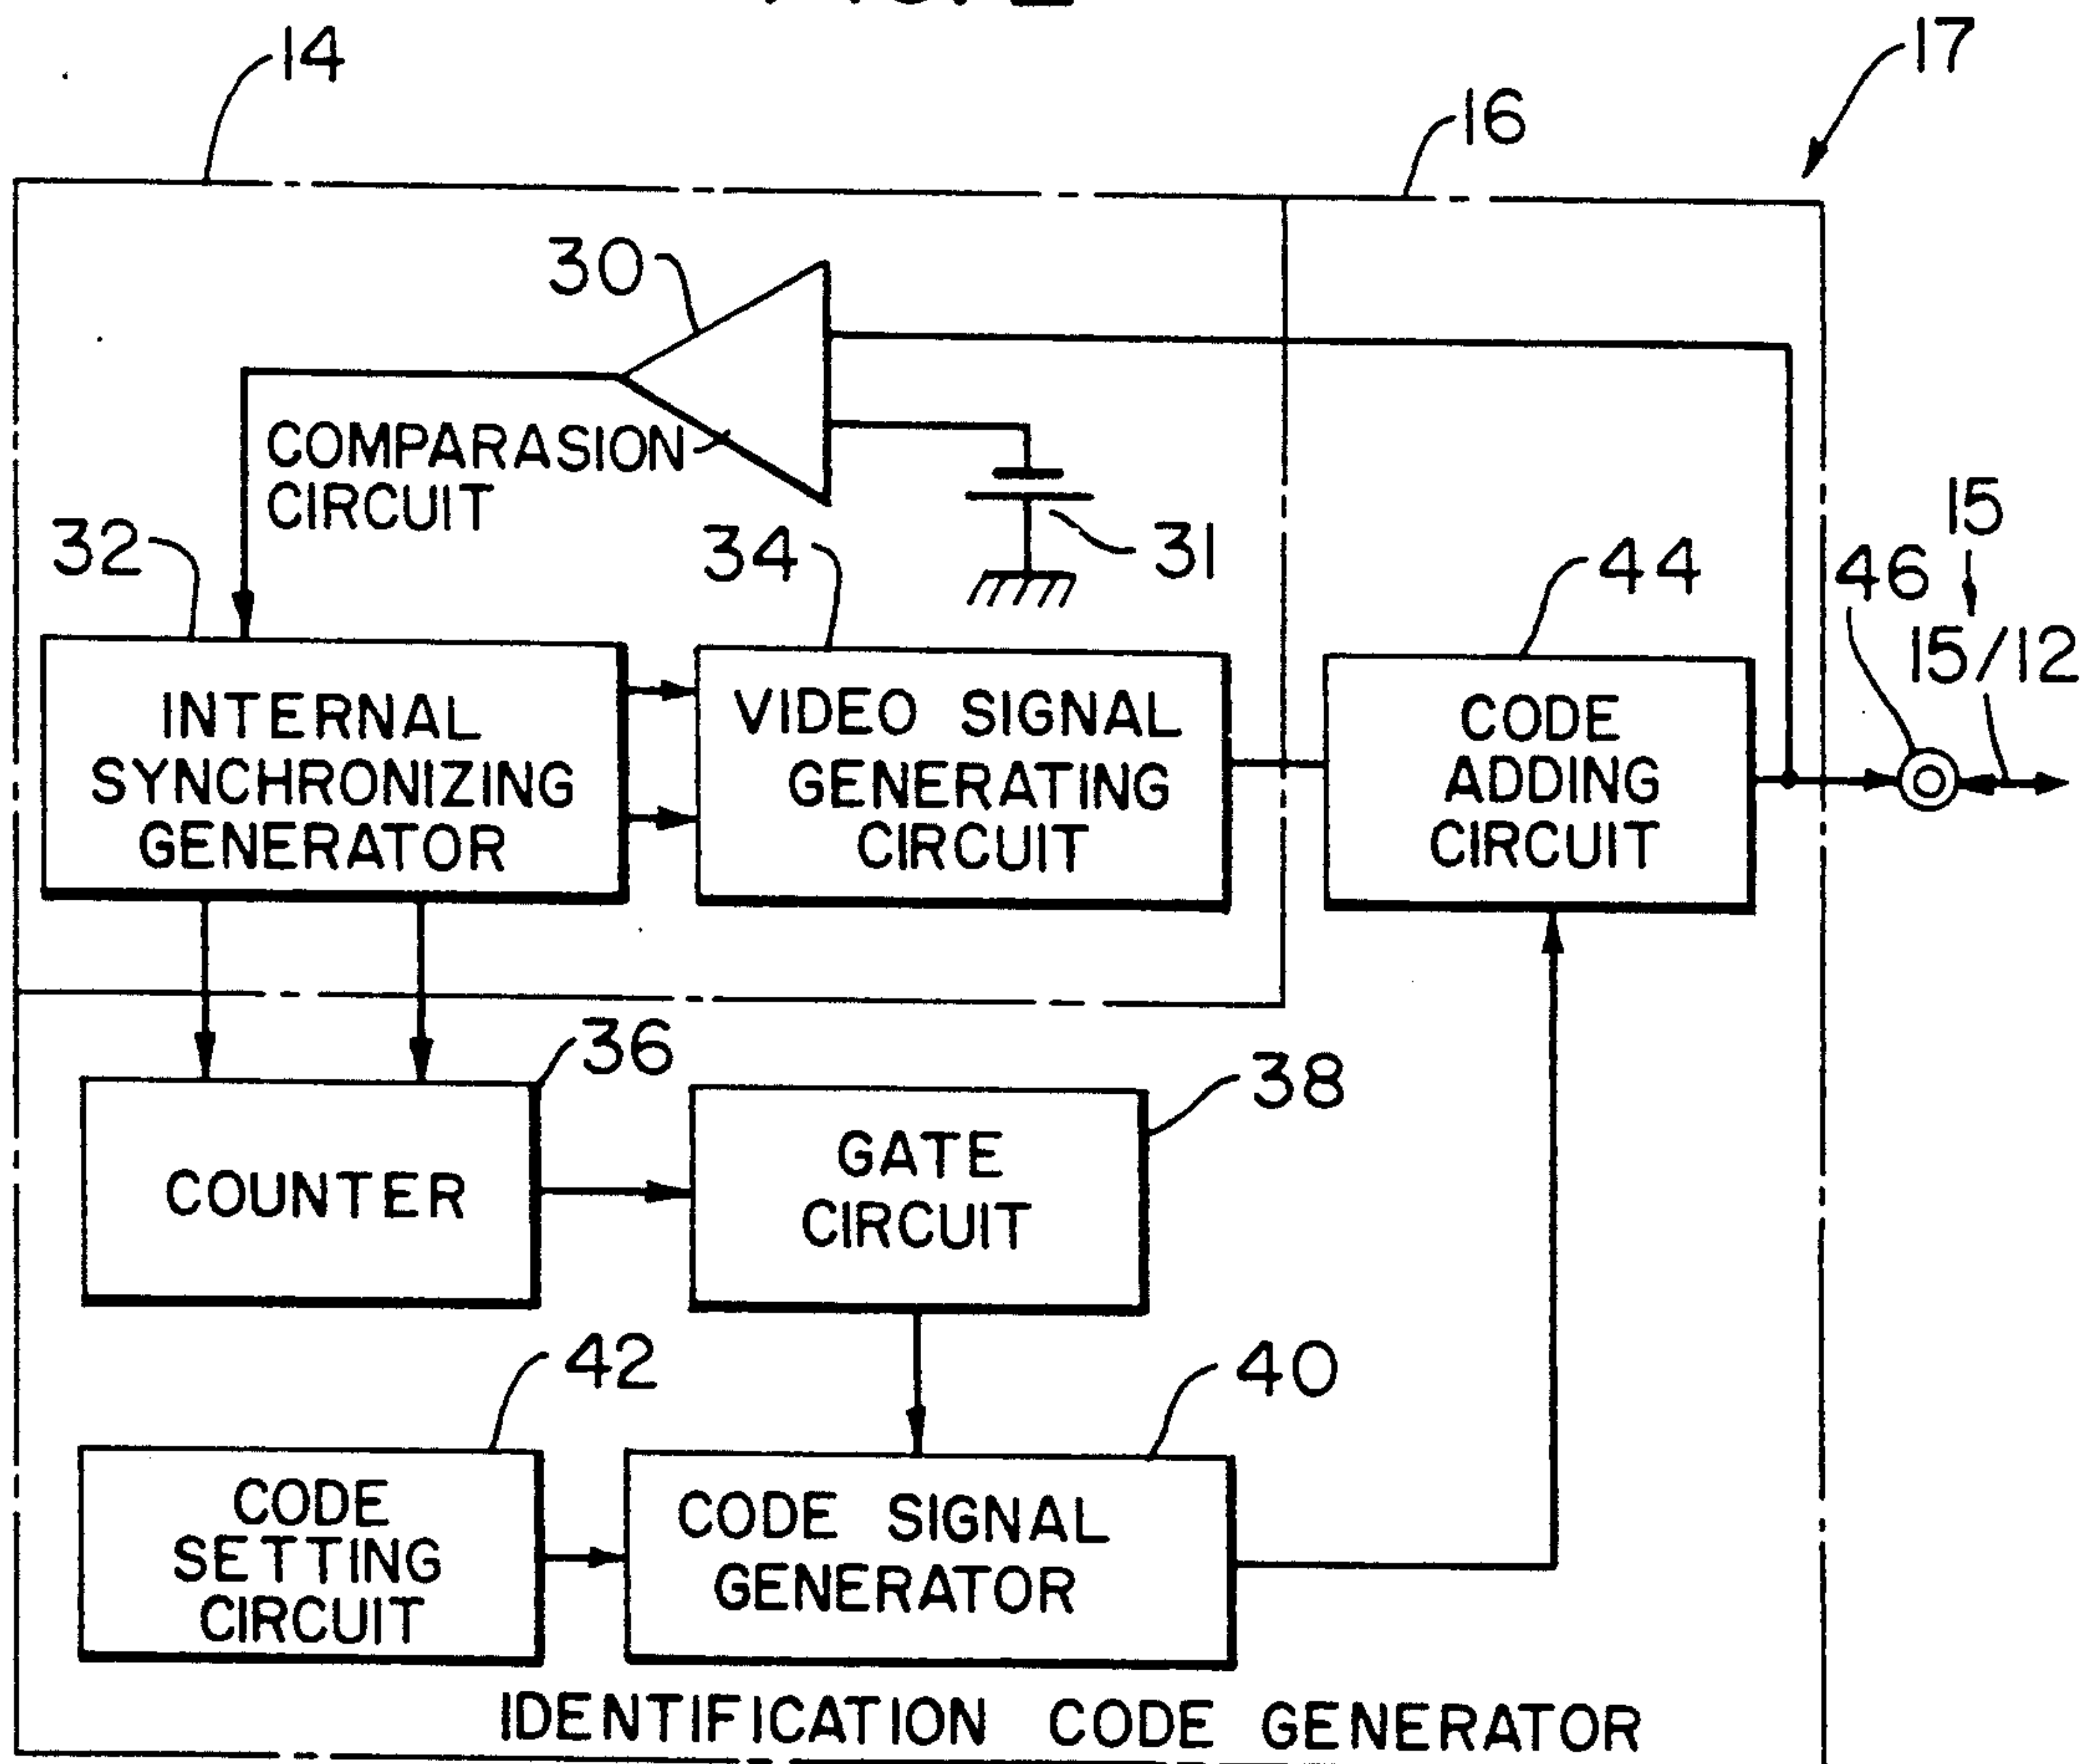 14
17
16
30
COMPARASION
CIRCUIT
32
34
31
15
46
15/12
44
INTERNAL
SYNCHRONIZING
GENERATOR
VIDEO SIGNAL
GENERATING
CIRCUIT
CODE
ADDING
CIRCUIT
36
38
COUNTER
GATE
CIRCUIT
42
40
CODE
SETTING
CIRCUIT
CODE SIGNAL
GENERATOR
IDENTIFICATION CODE GENERATOR